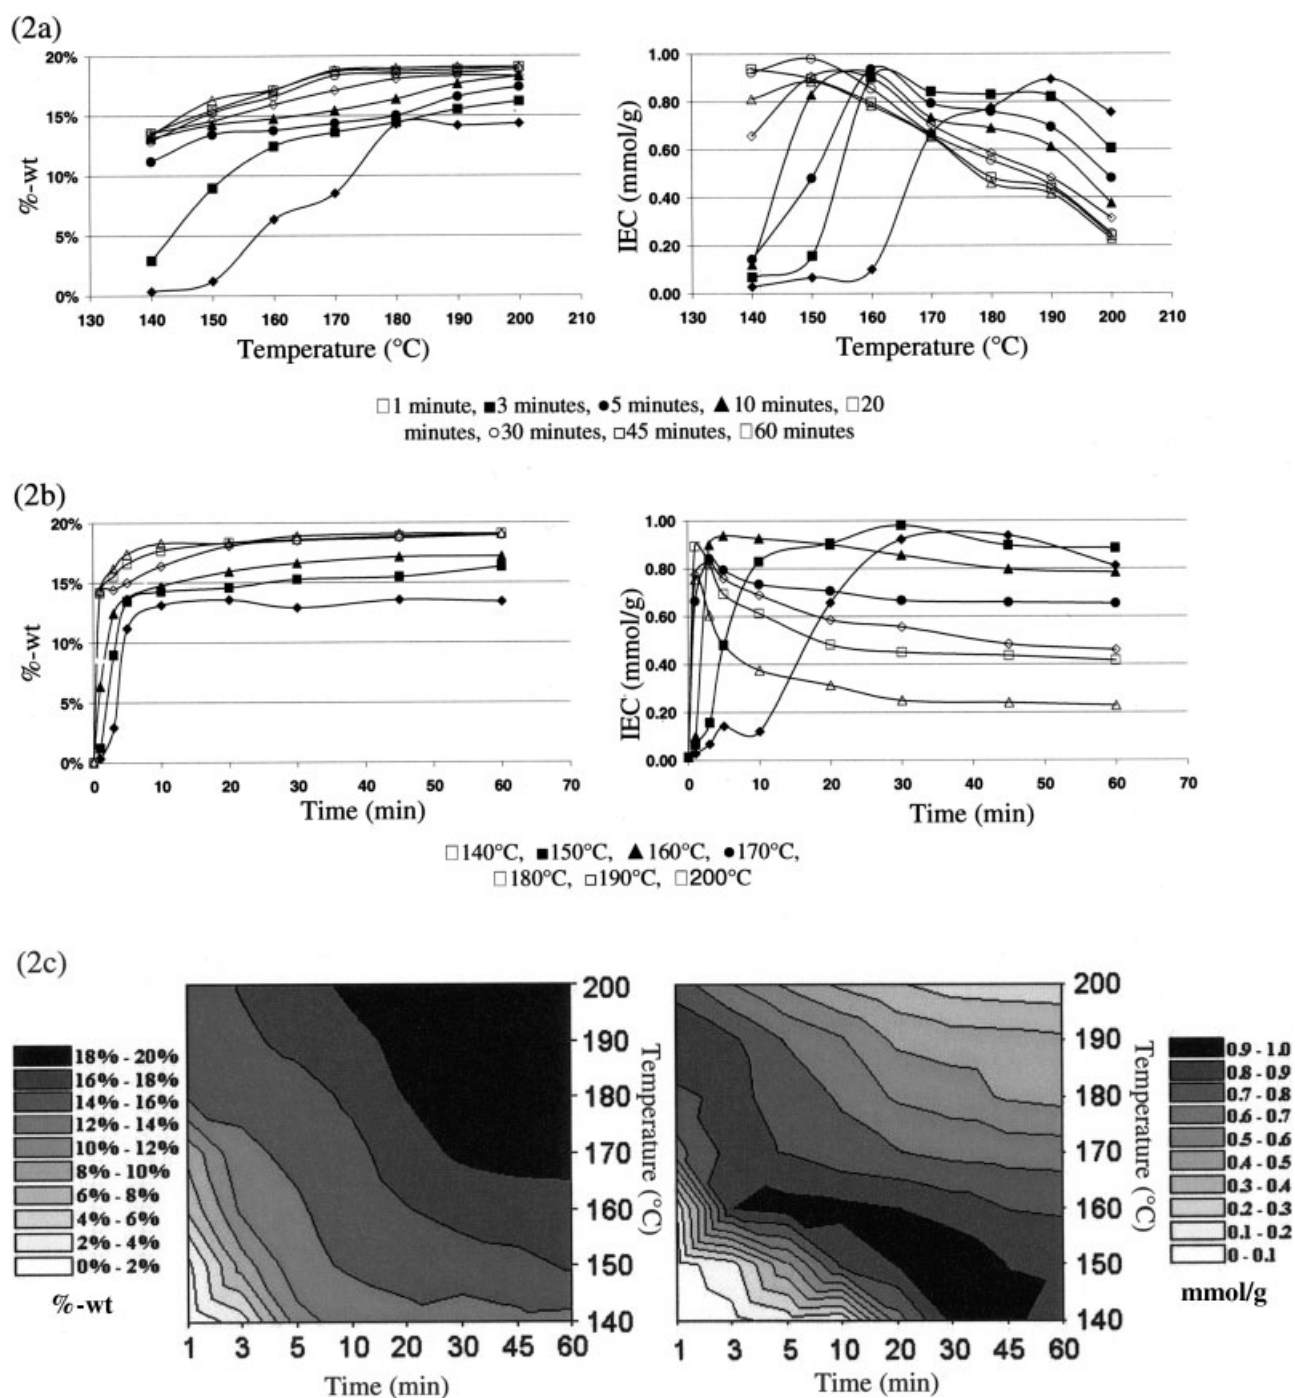 (2a)
20%
15%
10%
5%
0%
%-wt
130 140 150 160 170 180 190 200 210
Temperature (°C)
1.00
0.80
0.60
0.40
0.20
0.00
IEC (mmol/g)
130 140 150 160 170 180 190 200 210
Temperature (°C)
□1 minute, ■3 minutes, ●5 minutes, ▲10 minutes, □20
minutes, ○30 minutes, □45 minutes, □60 minutes
(2b)
20%
15%
10%
5%
0%
%-wt
0 10 20 30 40 50 60 70
Time (min)
1.00
0.80
0.60
0.40
0.20
0.00
IEC (mmol/g)
0 10 20 30 40 50 60 70
Time (min)
□140°C, ■150°C, ▲160°C, ●170°C,
□180°C, □190°C, □200°C
(2c)
18% - 20%
16% - 18%
14% - 16%
12% - 14%
10% - 12%
8% - 10%
6% - 8%
4% - 6%
2% - 4%
0% - 2%
%-wt
200
190
180
170
160
150
140
Temperature (°C)
1 3 5 10 20 30 45 60
Time (min)
200
190
180
170
160
150
140
Temperature (°C)
1 3 5 10 20 30 45 60
Time (min)
0.9 - 1.0
0.8 - 0.9
0.7 - 0.8
0.6 - 0.7
0.5 - 0.6
0.4 - 0.5
0.3 - 0.4
0.2 - 0.3
0.1 - 0.2
0 - 0.1
mmol/g